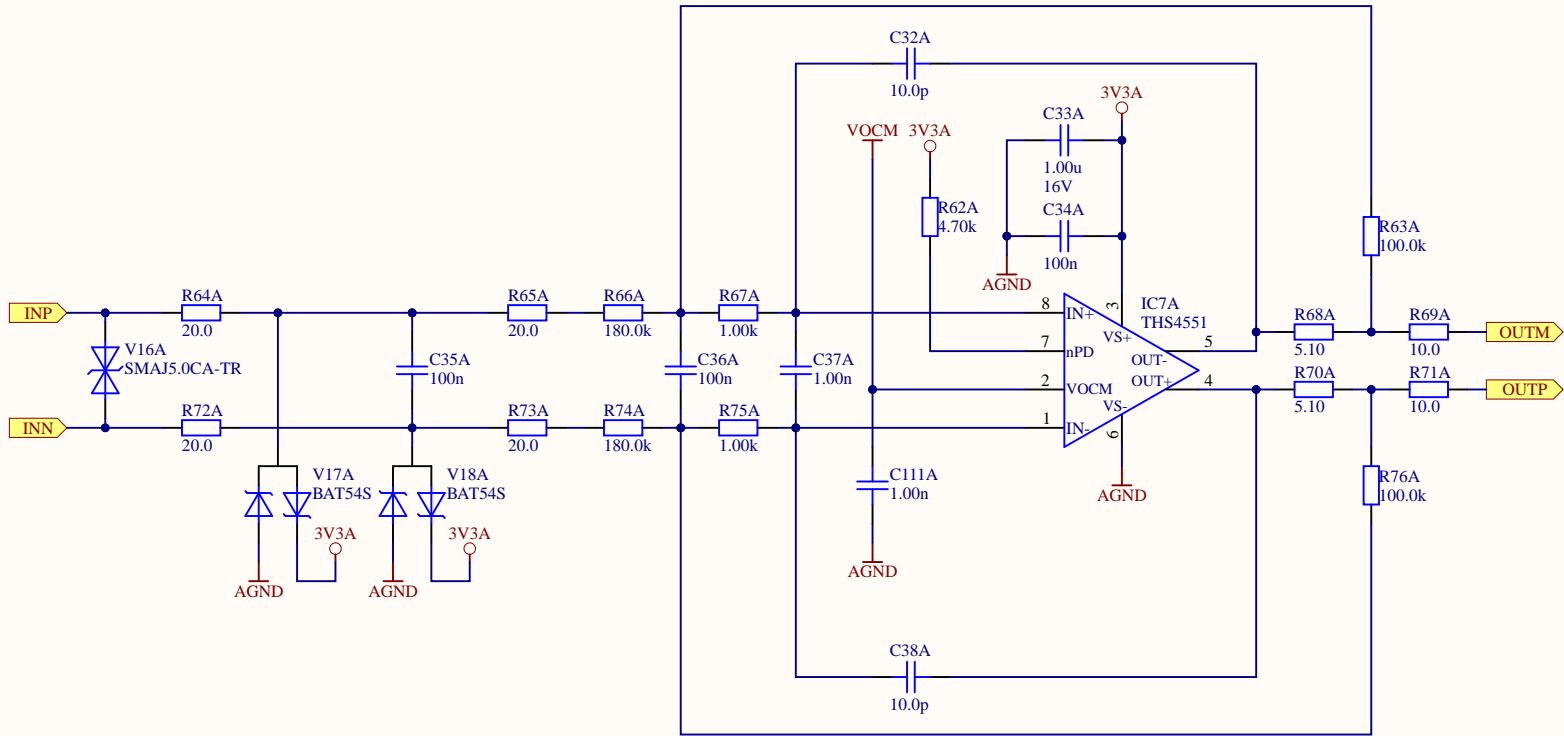 C32A
10.0p
3V3A
C33A
1.00u
16V
VOCM
3V3A
R62A
4.70k
C34A
100n
AGND
R63A
100.0k
INP
R64A
20.0
R65A
20.0
R66A
180.0k
R67A
1.00k
8
IN+
3
VS+
IC7A
THS4551
V16A
SMAJ5.0CA-TR
C35A
100n
C36A
100n
C37A
1.00n
7
nPD
OUT-
5
R68A
5.10
R69A
10.0
OUTM
2
VOCM
OUT+
4
R70A
5.10
R71A
10.0
OUTP
INN
R72A
20.0
R73A
20.0
R74A
180.0k
R75A
1.00k
1
IN-
VS-
6
AGND
V17A
BAT54S
V18A
BAT54S
C111A
1.00n
R76A
100.0k
3V3A
3V3A
AGND
AGND
AGND
C38A
10.0p